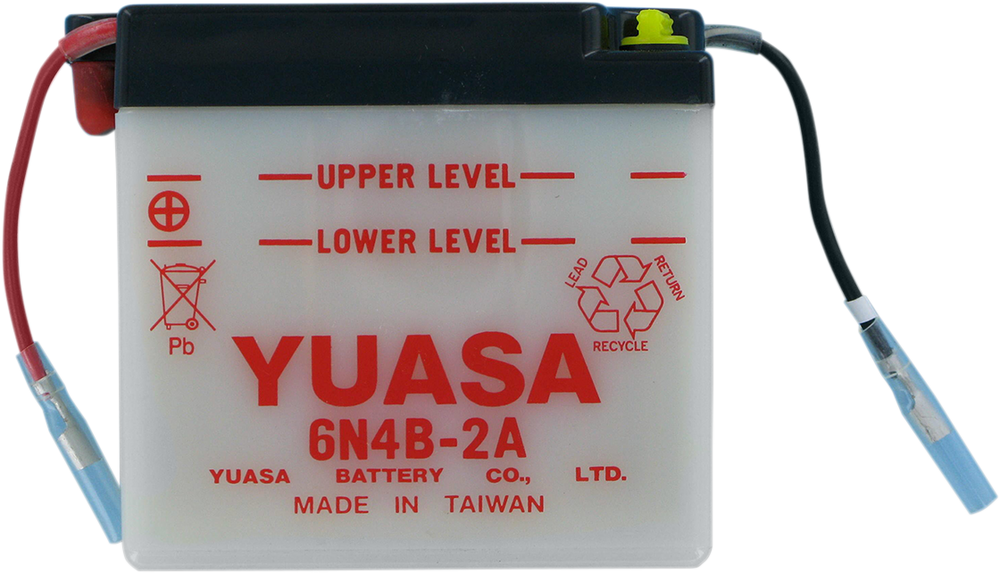 UPPER LEVEL
LOWER LEVEL
LEAD
RETURN
RECYCLE
Pb
YUASA
6N4B-2A
YUASA BATTERY CO., LTD.
MADE IN TAIWAN